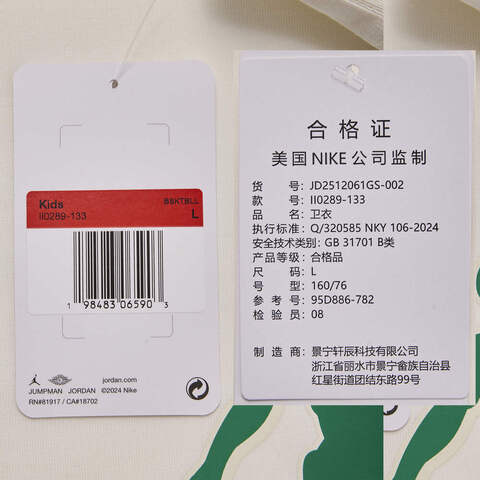 Kids
BSKTBLL
II0289-133
L
1 98483 06590 3
jordan.com
JUMPMAN JORDAN ©2024 Nike
RN#81917 / CA#18702
合格证
美国NIKE公司监制
货号: JD2512061GS-002
款号: II0289-133
品名: 卫衣
执行标准: Q/320585 NKY 106-2024
安全技术类别: GB 31701 B类
产品等级: 合格品
尺码: L
号型: 160/76
参考号: 95D886-782
检验员: 08
制造商: 景宁轩辰科技有限公司
浙江省丽水市景宁畲族自治县
红星街道团结东路99号